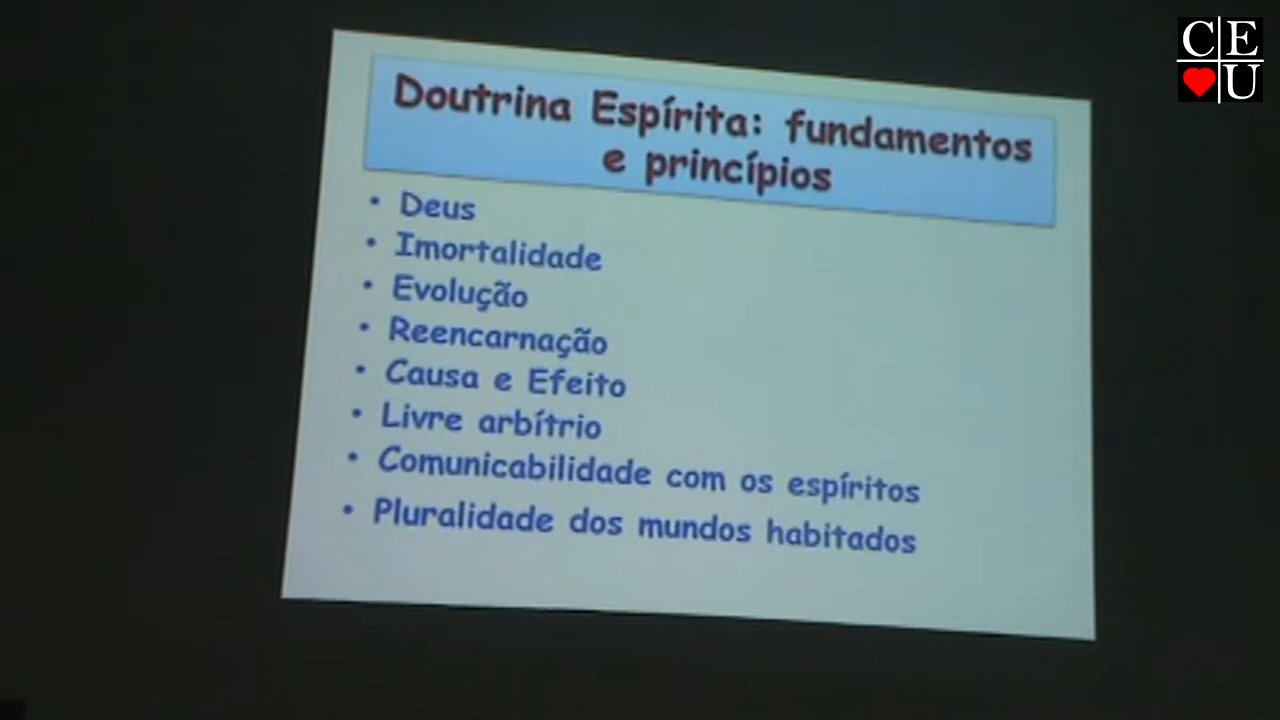 CE
U
Doutrina Espírita: fundamentos
e princípios
• Deus
• Imortalidade
• Evolução
• Reencarnação
• Causa e Efeito
• Livre arbítrio
• Comunicabilidade com os espíritos
• Pluralidade dos mundos habitados